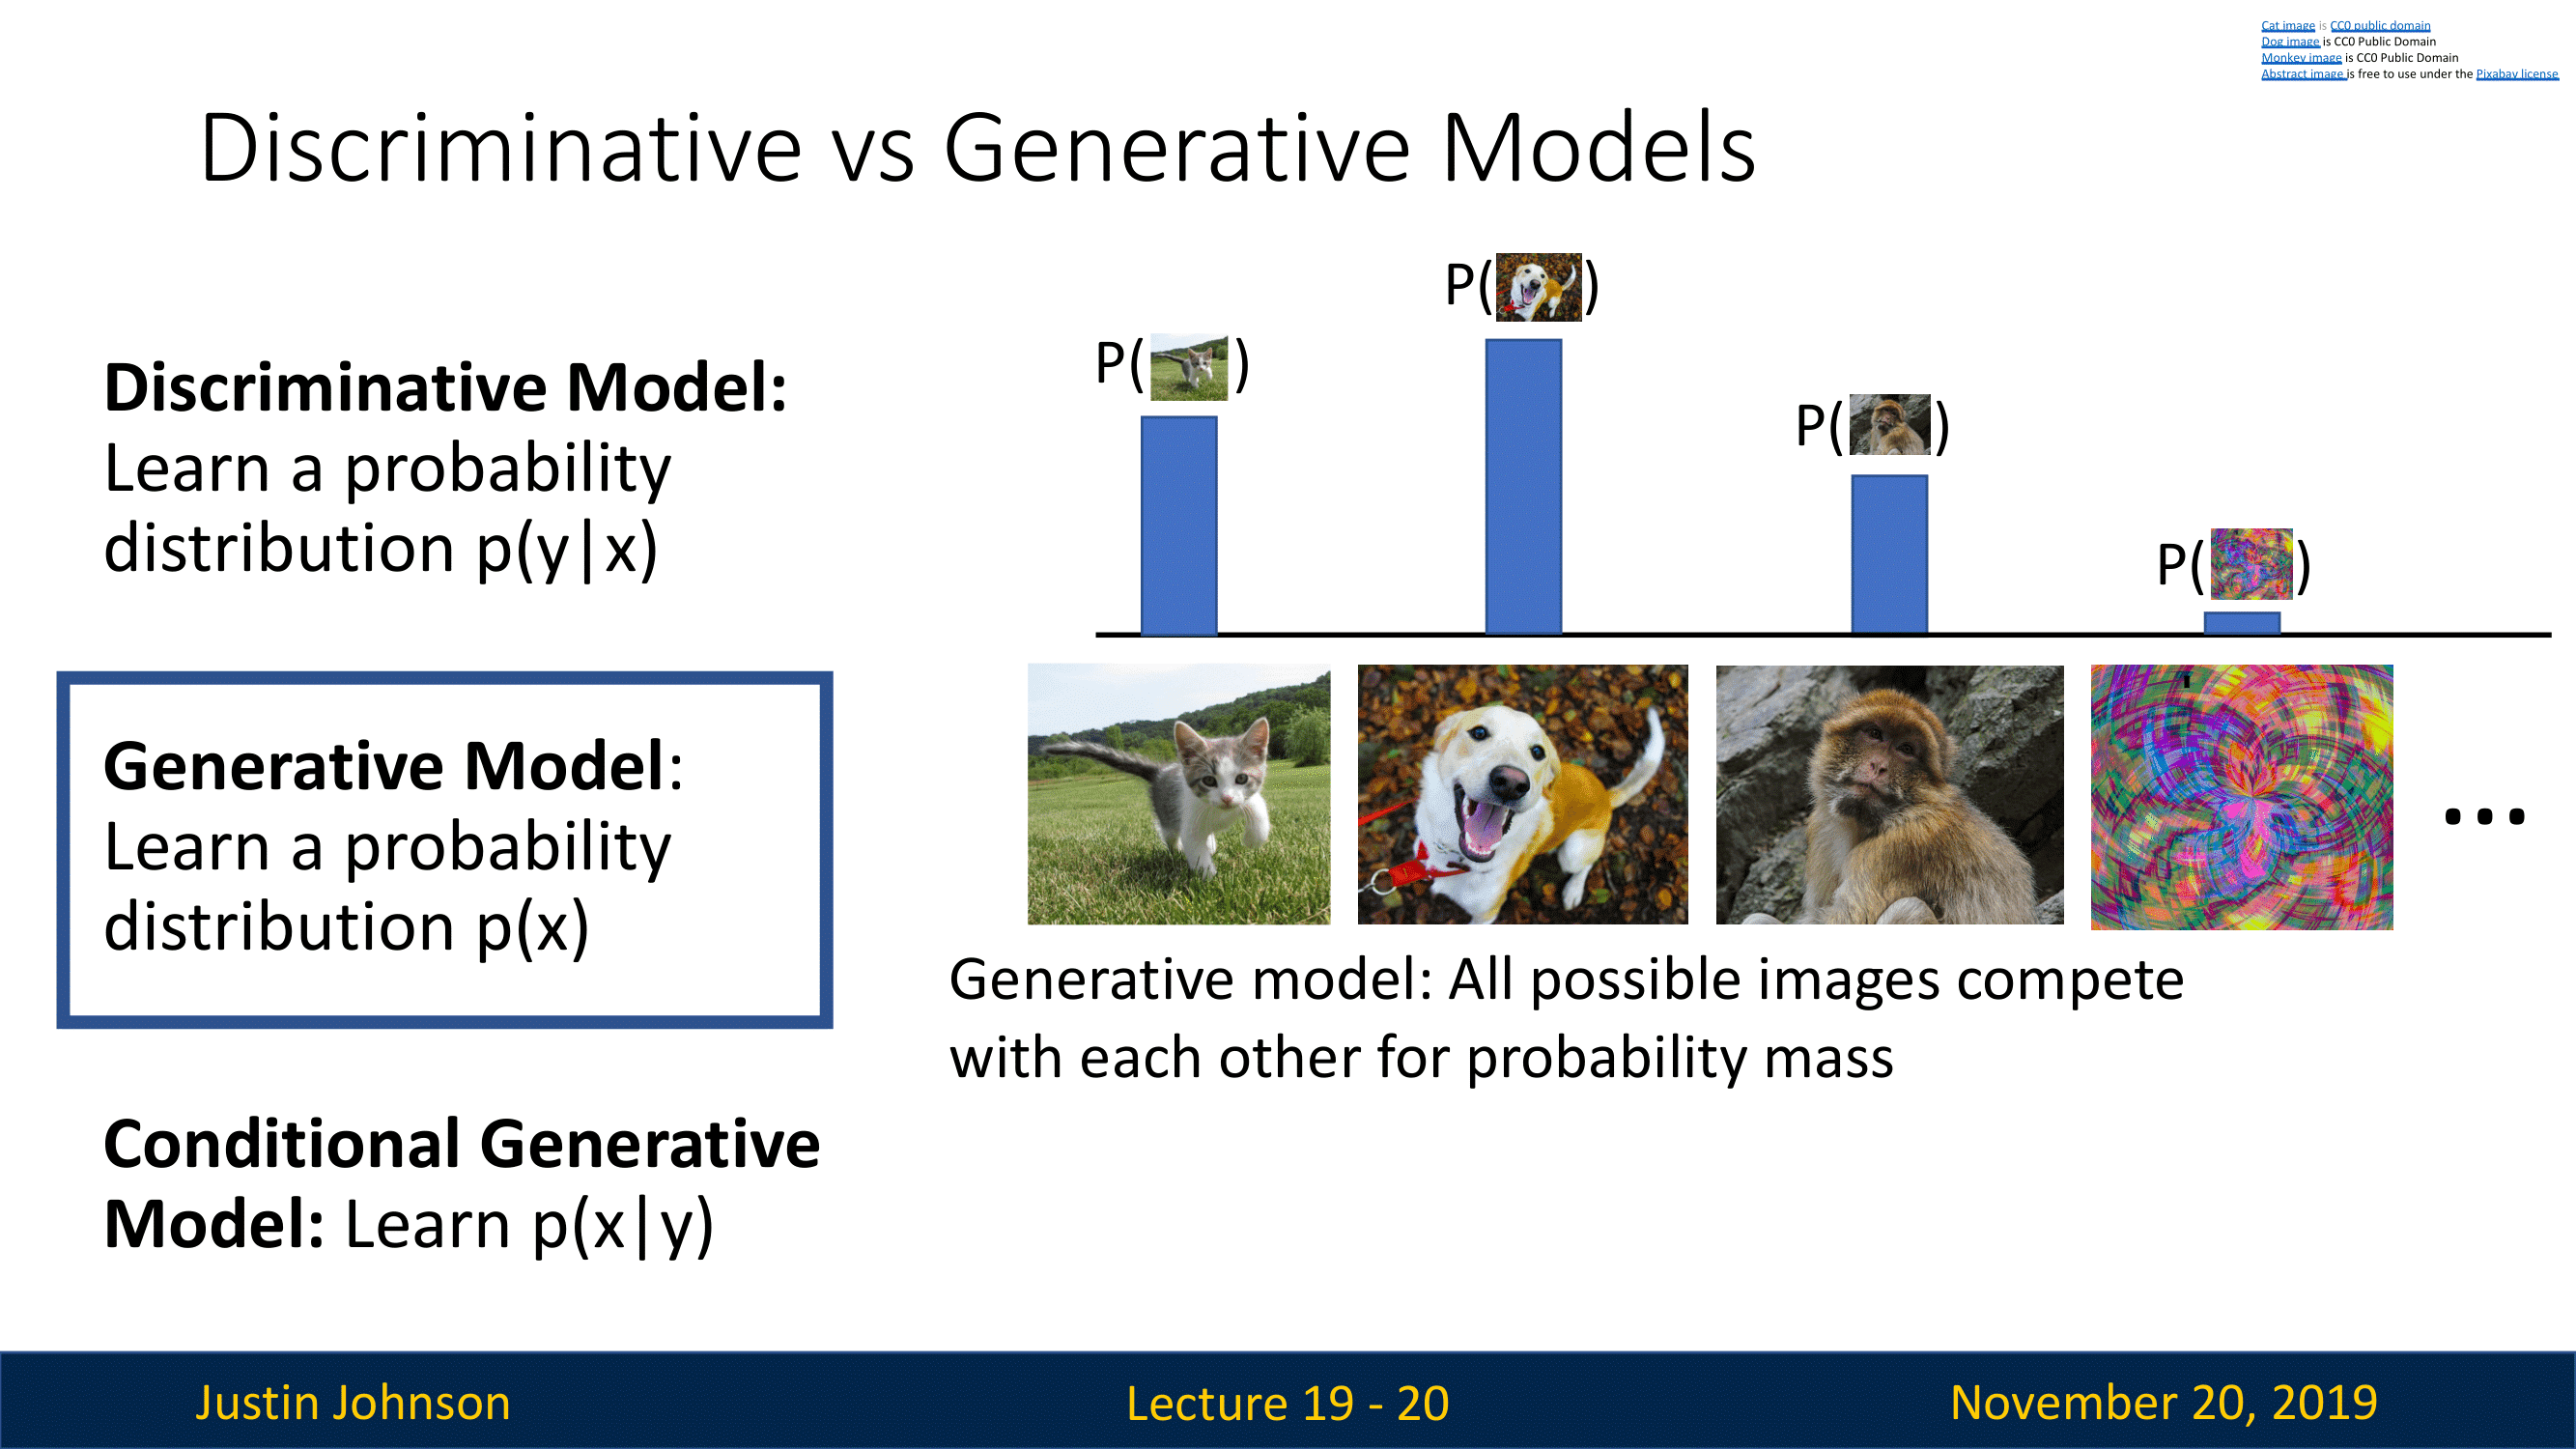 Cat image is CC0 public domain
Dog image is CC0 Public Domain
Monkey image is CC0 Public Domain
Abstract image is free to use under the Pixabay license
Discriminative vs Generative Models
Discriminative Model:
Learn a probability
distribution p(y|x)
Generative Model:
Learn a probability
distribution p(x)
Conditional Generative
Model: Learn p(x|y)
P( )
P( )
P( )
P( )
...
Generative model: All possible images compete
with each other for probability mass
Justin Johnson
Lecture 19 - 20
November 20, 2019